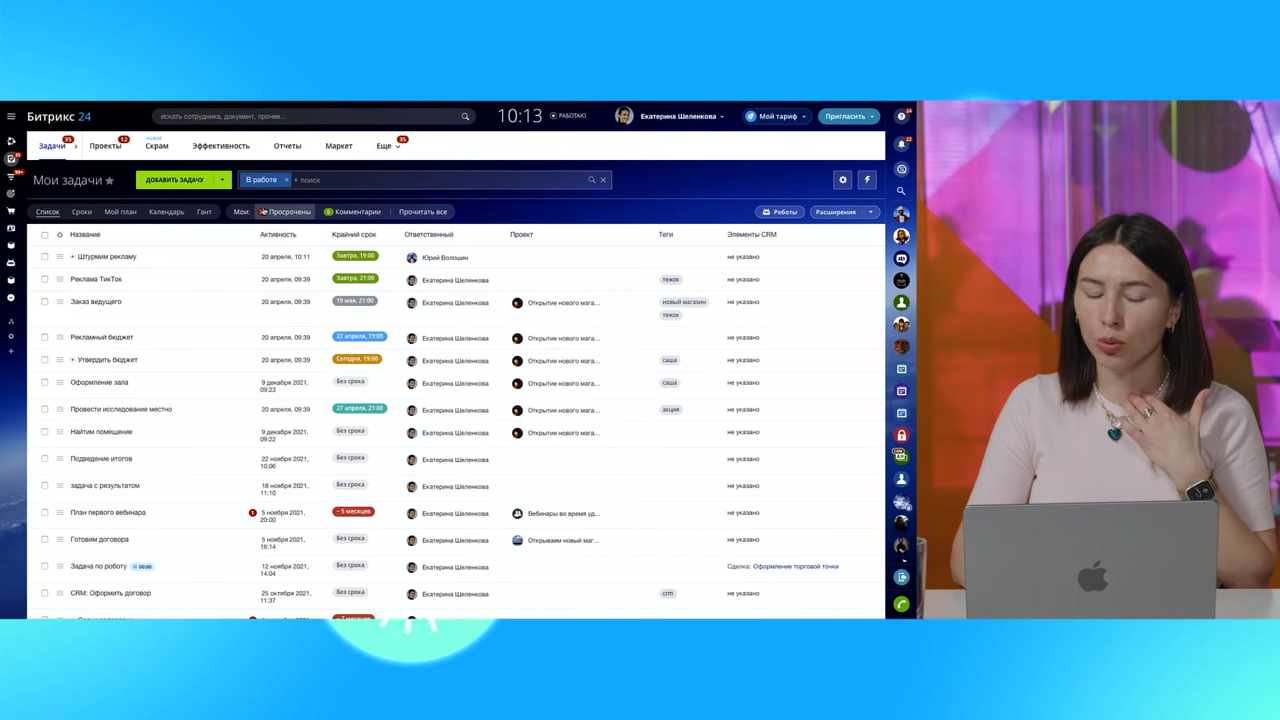 Битрикс 24
искать сотрудника, документ, прочее...
10:13
РАБОТАЮ
Екатерина Шеленкова
Мой тариф
Пригласить
24
Задачи 35
Проекты 12
НОВЫЙ
Скрам
Эффективность
Отчеты
Маркет
Еще 35
22
35
99+
Мои задачи
ДОБАВИТЬ ЗАДАЧУ
В работе × + поиск
Список Сроки Мой план Календарь Гант
Мои: Просрочены
5 Комментарии
Прочитать все
Роботы
Расширения
Название Активность Крайний срок Ответственный Проект Теги Элементы CRM
Штурмим рекламу 20 апреля, 10:11 Завтра, 19:00 Юрий Волошин не указано
Реклама ТикТок 20 апреля, 09:39 Завтра, 21:00 Екатерина Шеленкова тежок не указано
Заказ ведущего 20 апреля, 09:39 19 мая, 21:00 Екатерина Шеленкова Открытие нового мага... новый магазин не указано
тежок
Рекламный бюджет 20 апреля, 09:39 22 апреля, 19:00 Екатерина Шеленкова Открытие нового мага... не указано
+ Утвердить бюджет 20 апреля, 09:39 Сегодня, 19:00 Екатерина Шеленкова Открытие нового мага... саша не указано
Оформление зала 9 декабря 2021, Без срока Екатерина Шеленкова Открытие нового мага... саша не указано
09:23
Провести исследование местно 20 апреля, 09:39 27 апреля, 21:00 Екатерина Шеленкова Открытие нового мага... акция не указано
Найтим помещение 9 декабря 2021, Без срока Екатерина Шеленкова Открытие нового мага... не указано
09:22
Подведение итогов 22 ноября 2021, Без срока Екатерина Шеленкова не указано
10:06
задача с результатом 18 ноября 2021, Без срока Екатерина Шеленкова не указано
11:10
План первого вебинара 1 5 ноября 2021, − 5 месяцев Екатерина Шеленкова Вебинары во время уд... не указано
20:00
Готовим договора 5 ноября 2021, Без срока Екатерина Шеленкова Открываем новый маг... не указано
16:14
Задача по роботу 00:00 12 ноября 2021, Без срока Екатерина Шеленкова Сделка: Оформление торговой точки
14:04
CRM: Оформить договор 25 октября 2021, Без срока Екатерина Шеленкова crm не указано
11:37